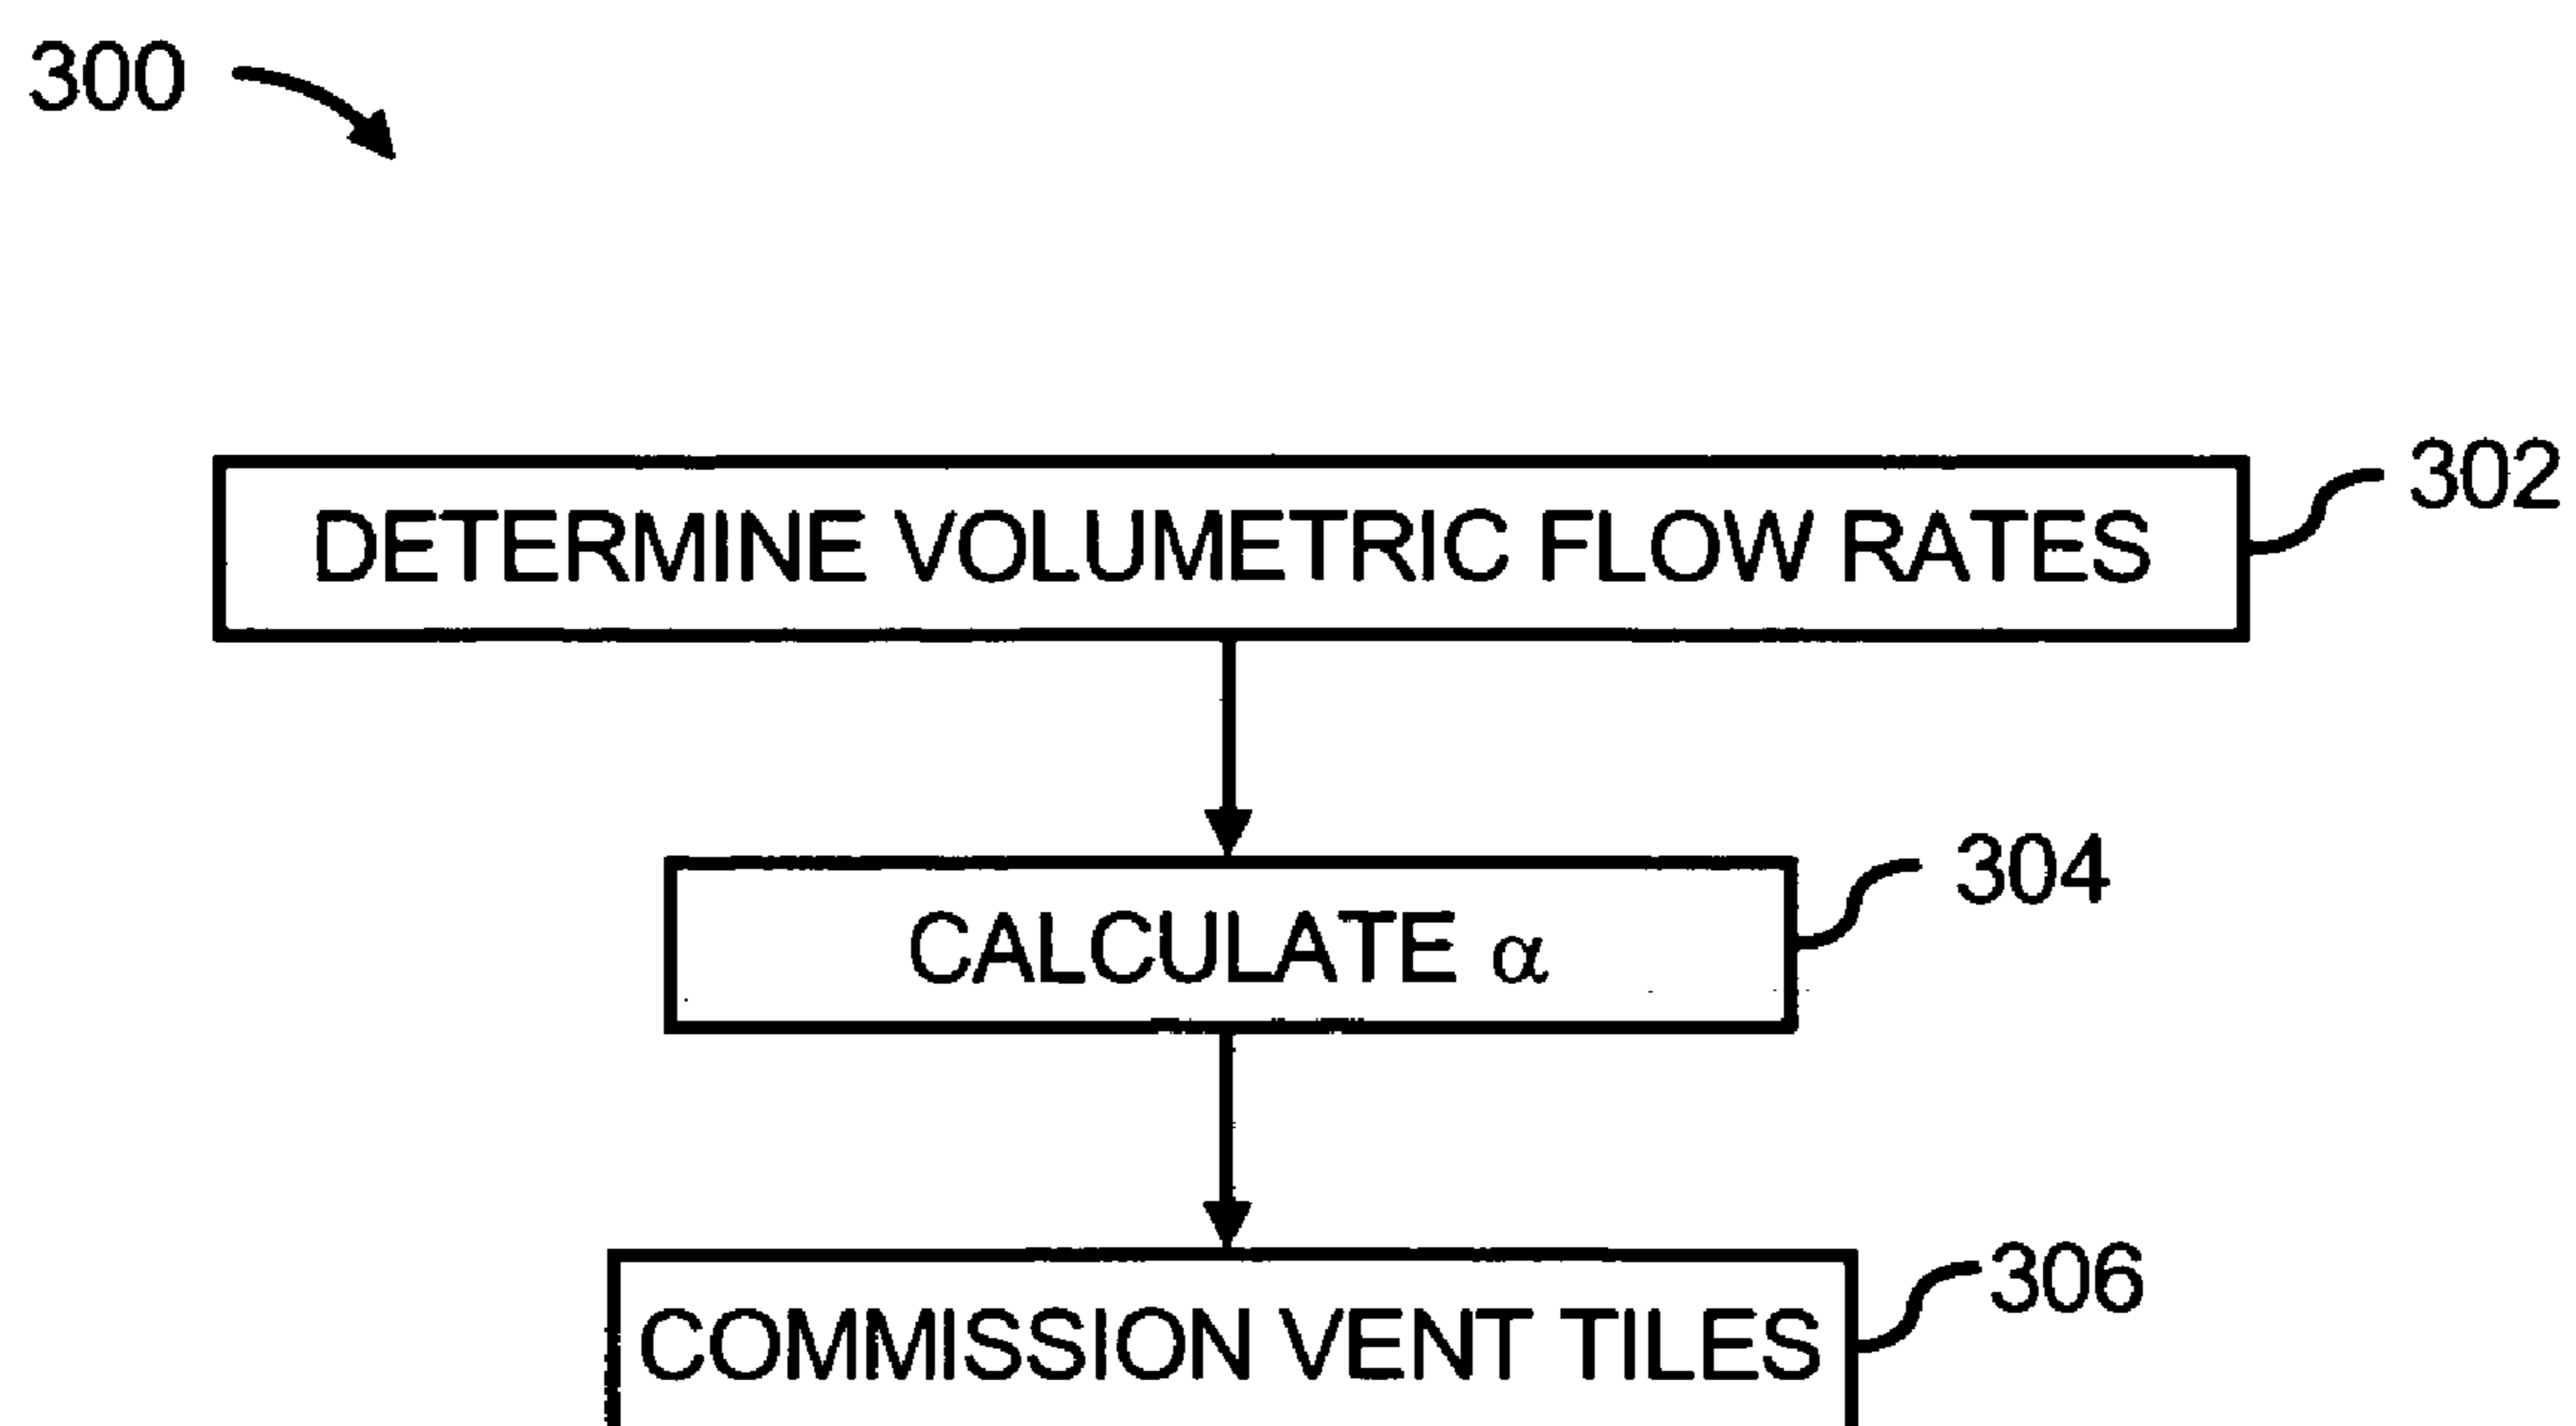 300
DETERMINE VOLUMETRIC FLOW RATES
302
CALCULATE α
304
COMMISSION VENT TILES
306